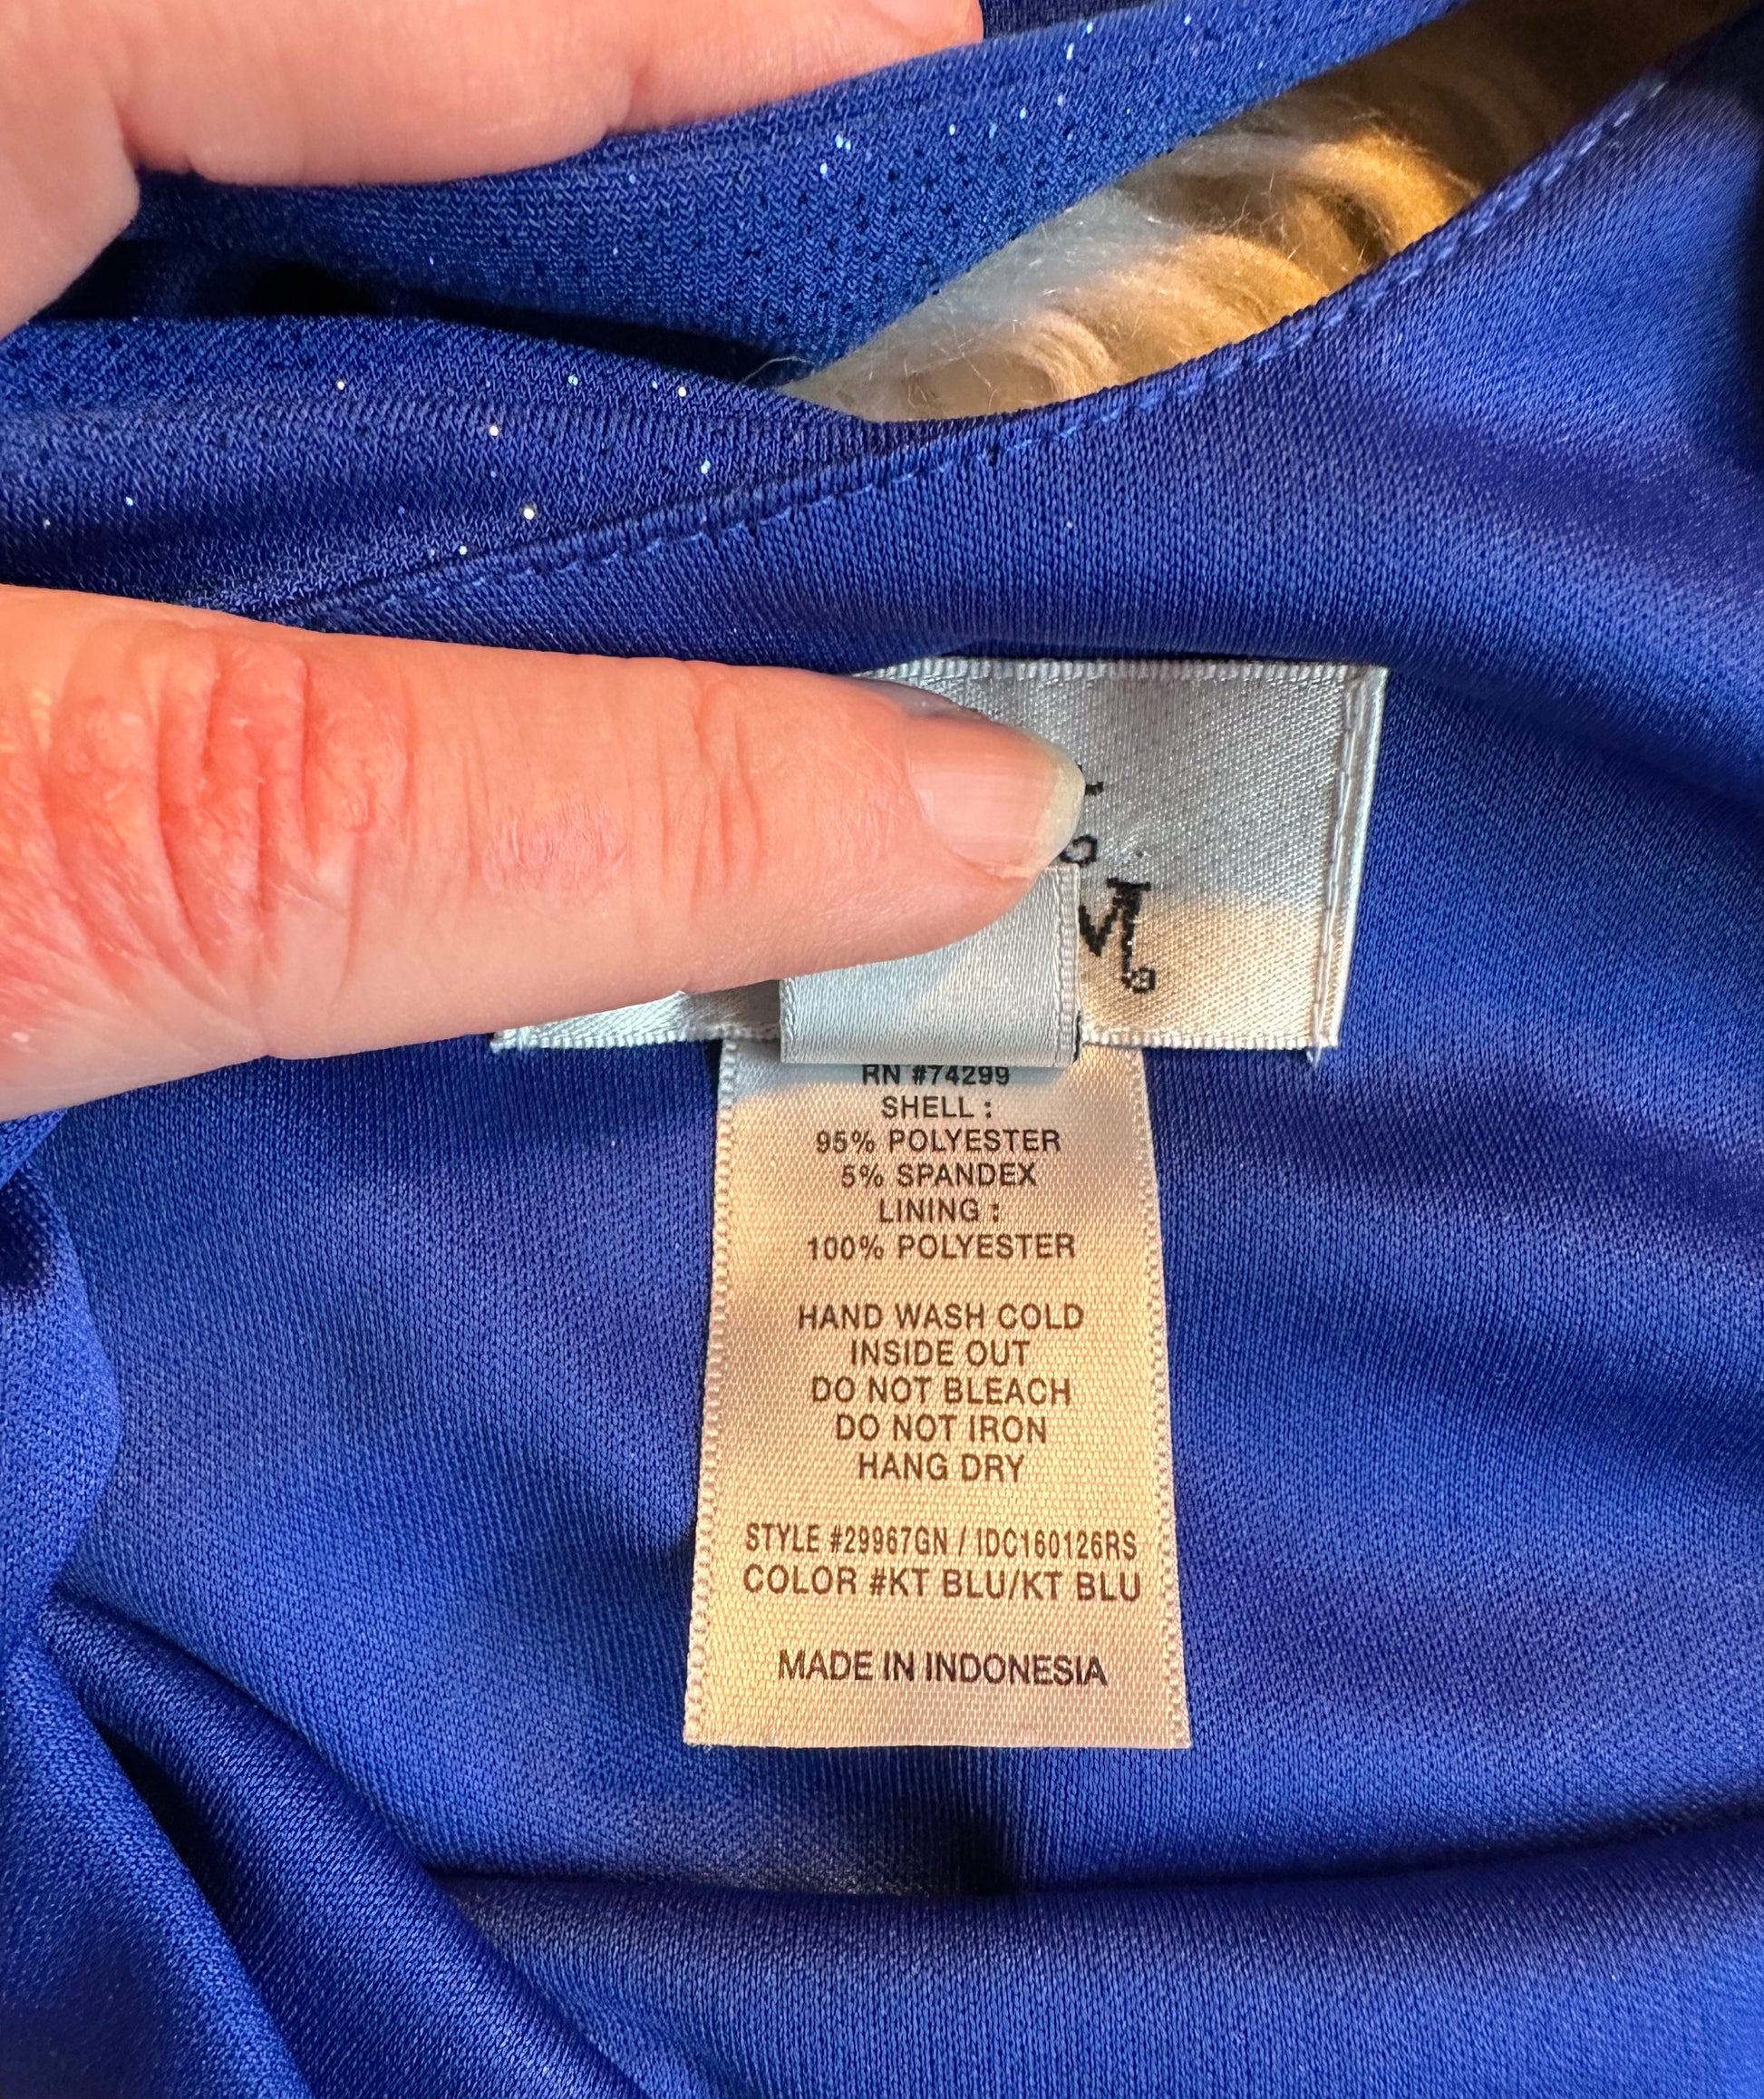 RN #74299
SHELL :
95% POLYESTER
5% SPANDEX
LINING :
100% POLYESTER
HAND WASH COLD
INSIDE OUT
DO NOT BLEACH
DO NOT IRON
HANG DRY
STYLE #29967GN / IDC160126RS
COLOR #KT BLU/KT BLU
MADE IN INDONESIA